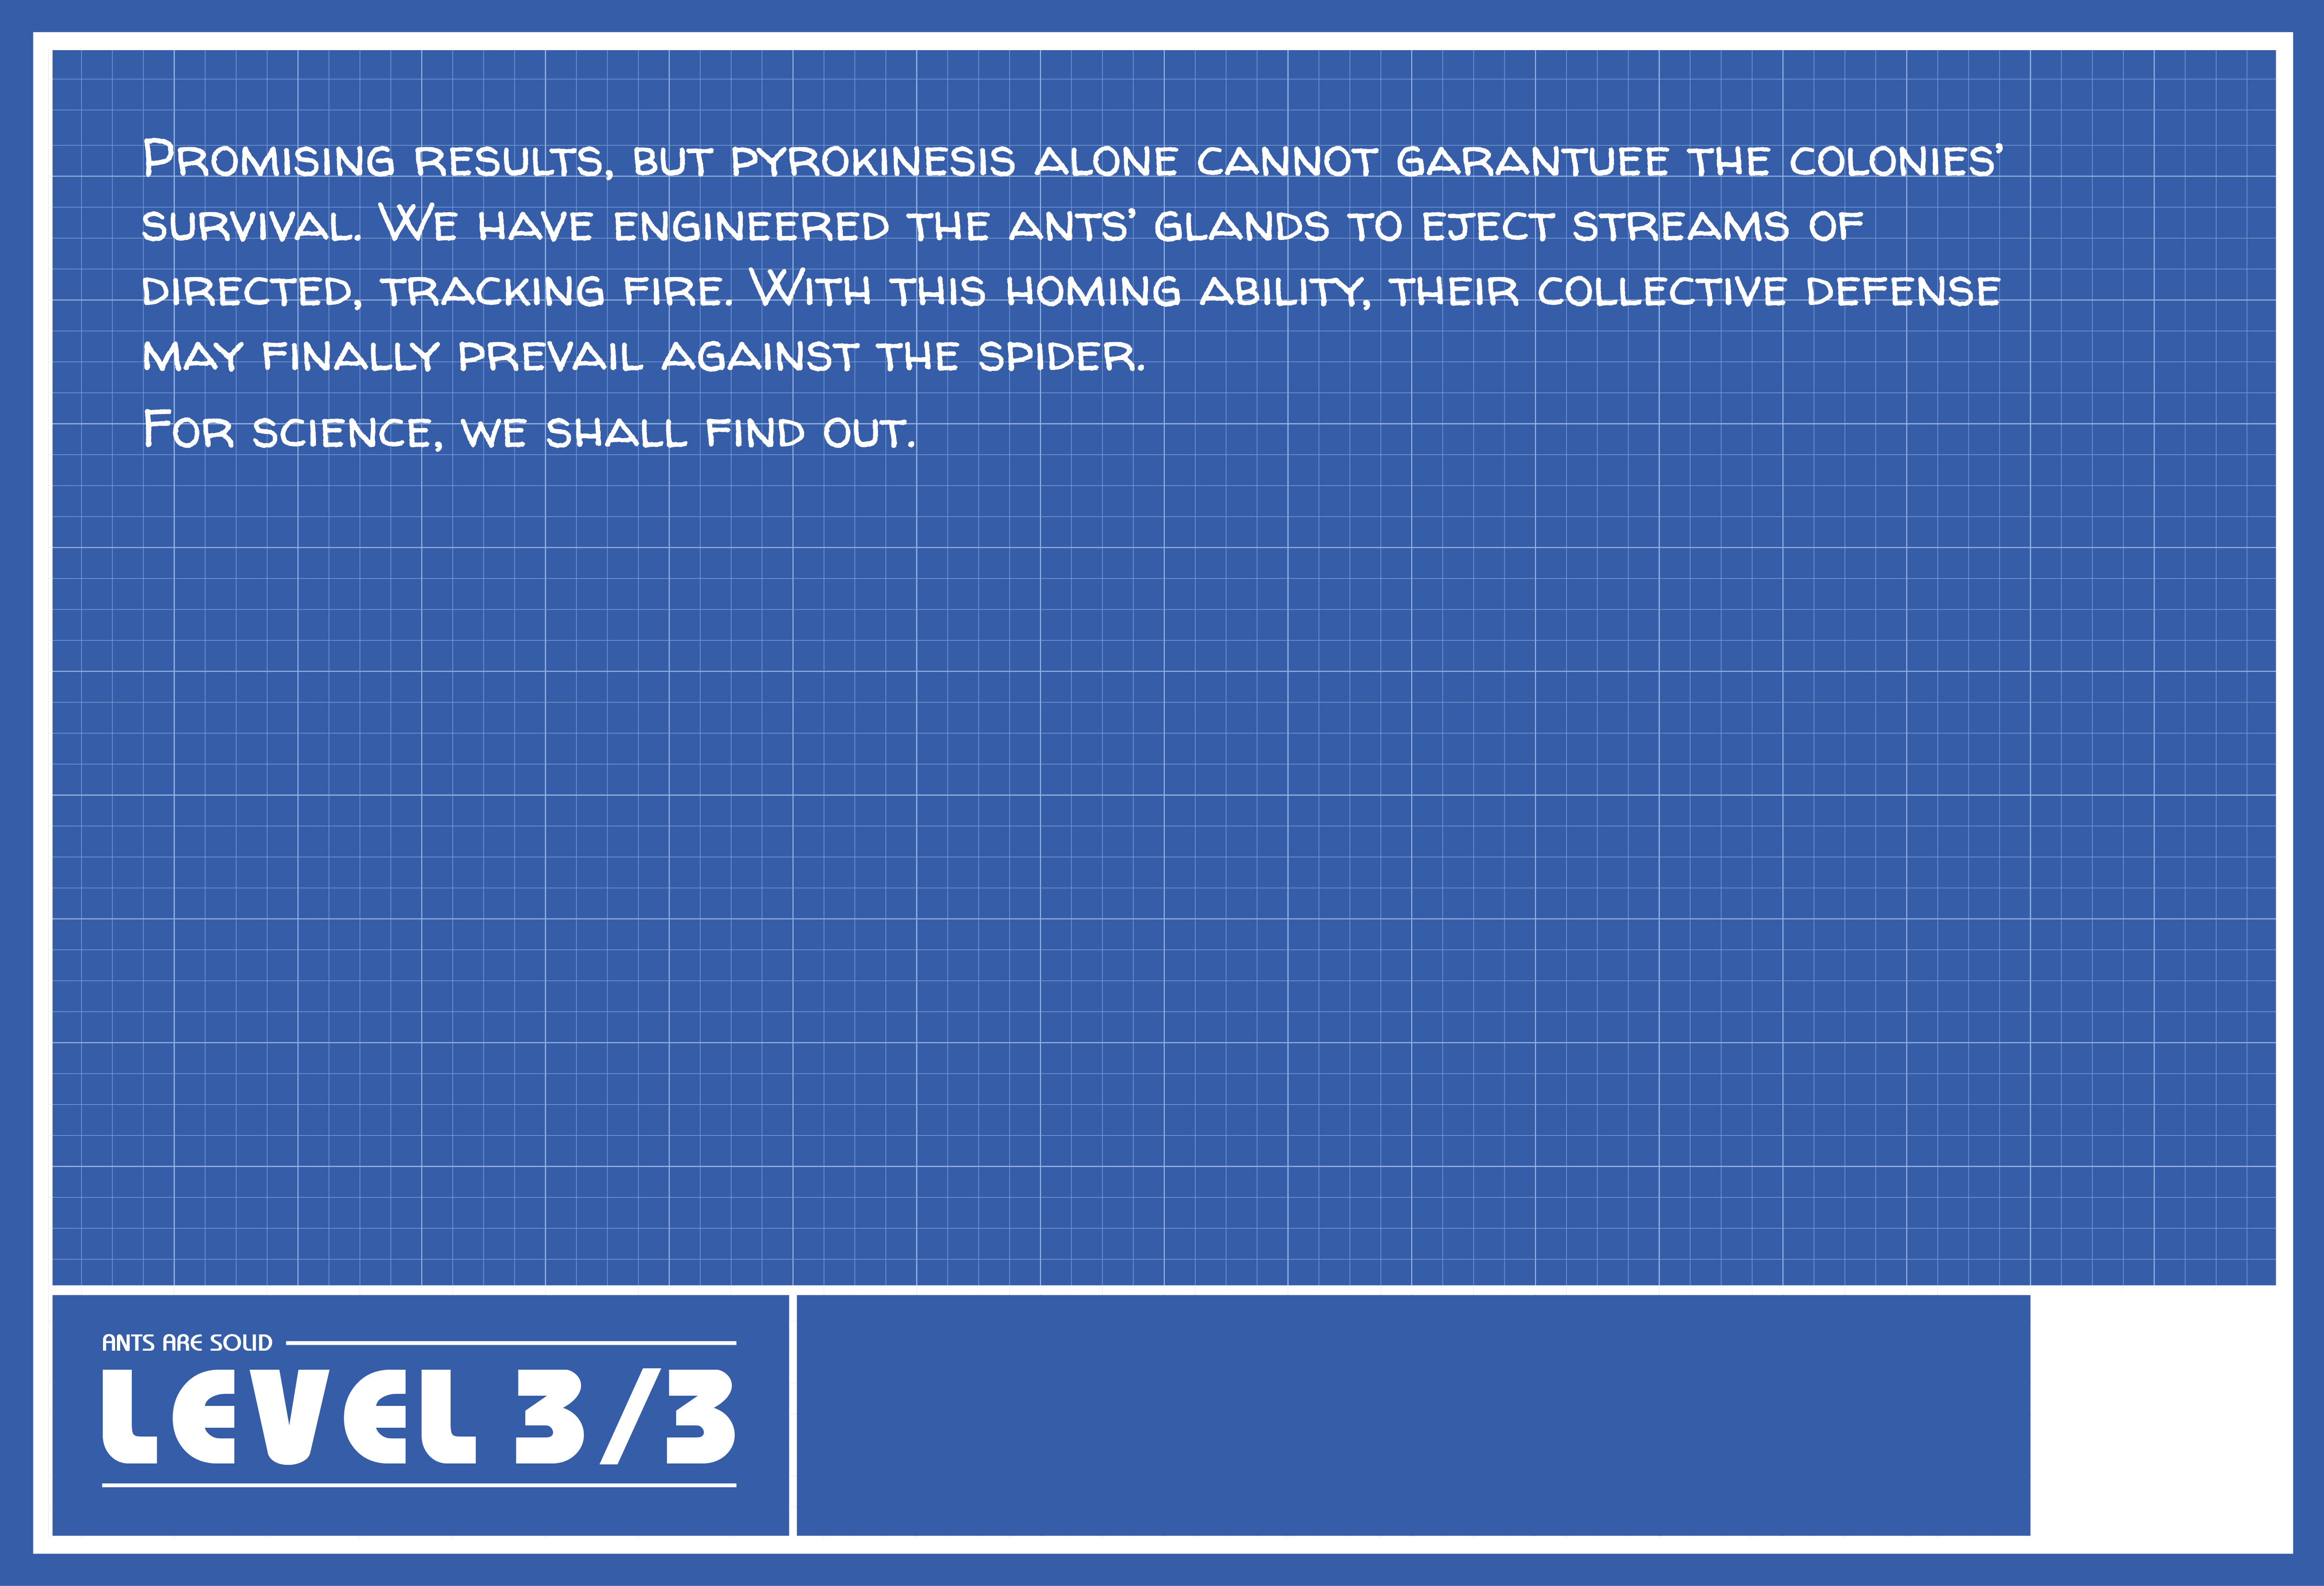 Promising results, but pyrokinesis alone cannot garantuee the colonies’
survival. We have engineered the ants’ glands to eject streams of
directed, tracking fire. With this homing ability, their collective defense
may finally prevail against the spider.
For science, we shall find out.
ANTS ARE SOLID
LEVEL 3/3